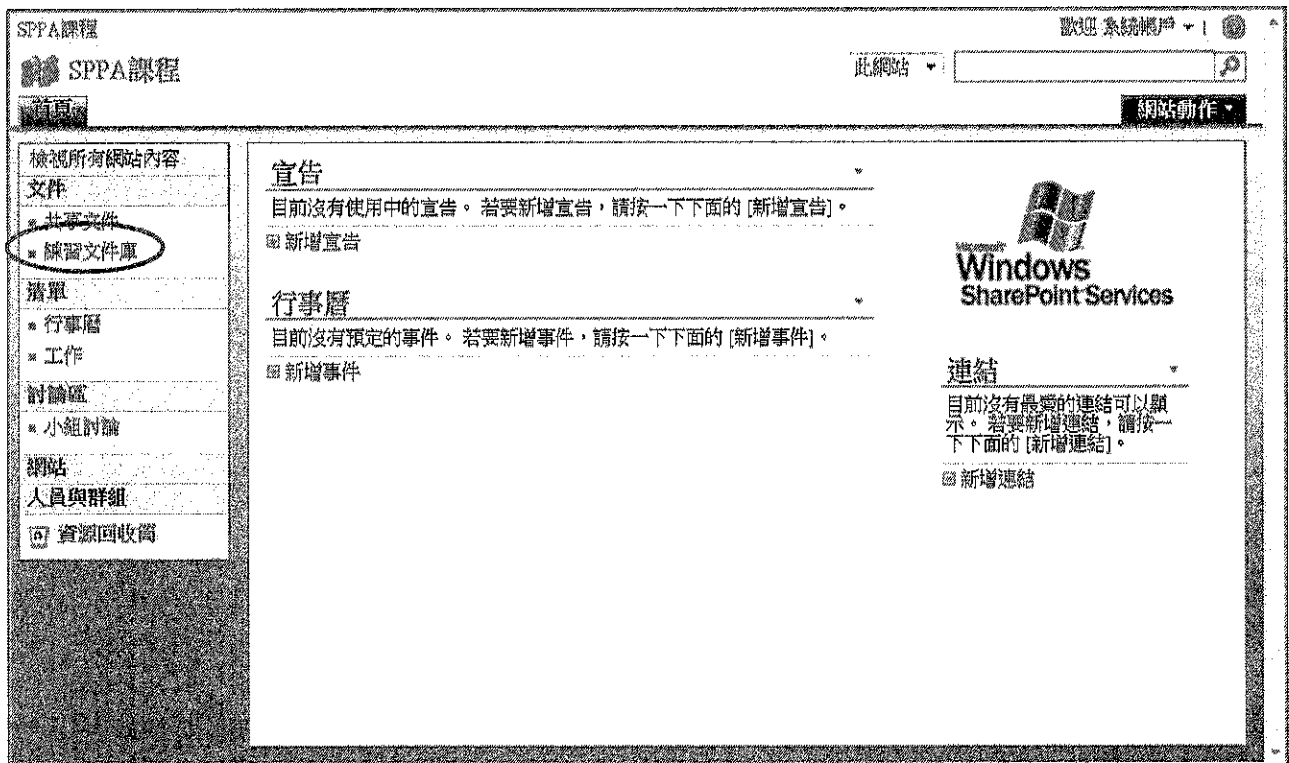 SPPA課程
歡迎 系統帳戶
SPPA課程
此網站
首頁
網站動作
檢視所有網站內容
文件
共享文件
練習文件庫
清單
行事曆
工作
討論區
小組討論
網站
人員與群組
資源回收筒
宣告
目前沒有使用中的宣告。 若要新增宣告，請按一下下面的 [新增宣告]。
新增宣告
行事曆
目前沒有預定的事件。 若要新增事件，請按一下下面的 [新增事件]。
新增事件
Microsoft
Windows
SharePoint Services
連結
目前沒有最愛的連結可以顯
示。 若要新增連結，請按一
下下面的 [新增連結]。
新增連結